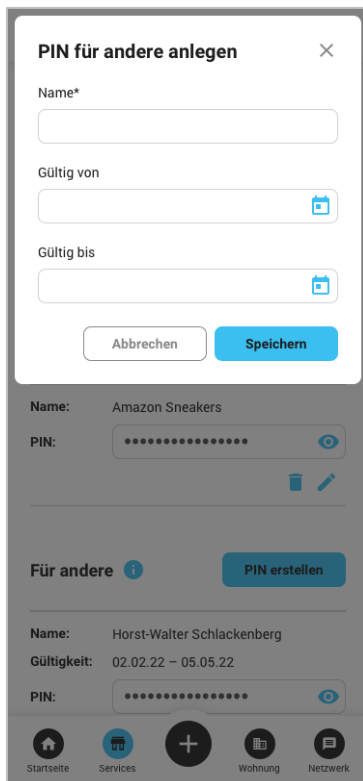 PIN für andere anlegen
Name*
Gültig von
Gültig bis
Abbrechen Speichern
Name: Amazon Sneakers
PIN: ••••••••••••••••
Für andere PIN erstellen
Name: Horst-Walter Schlackenberg
Gültigkeit: 02.02.22 – 05.05.22
PIN: ••••••••••••••••
Startseite Services Wohnung Netzwerk